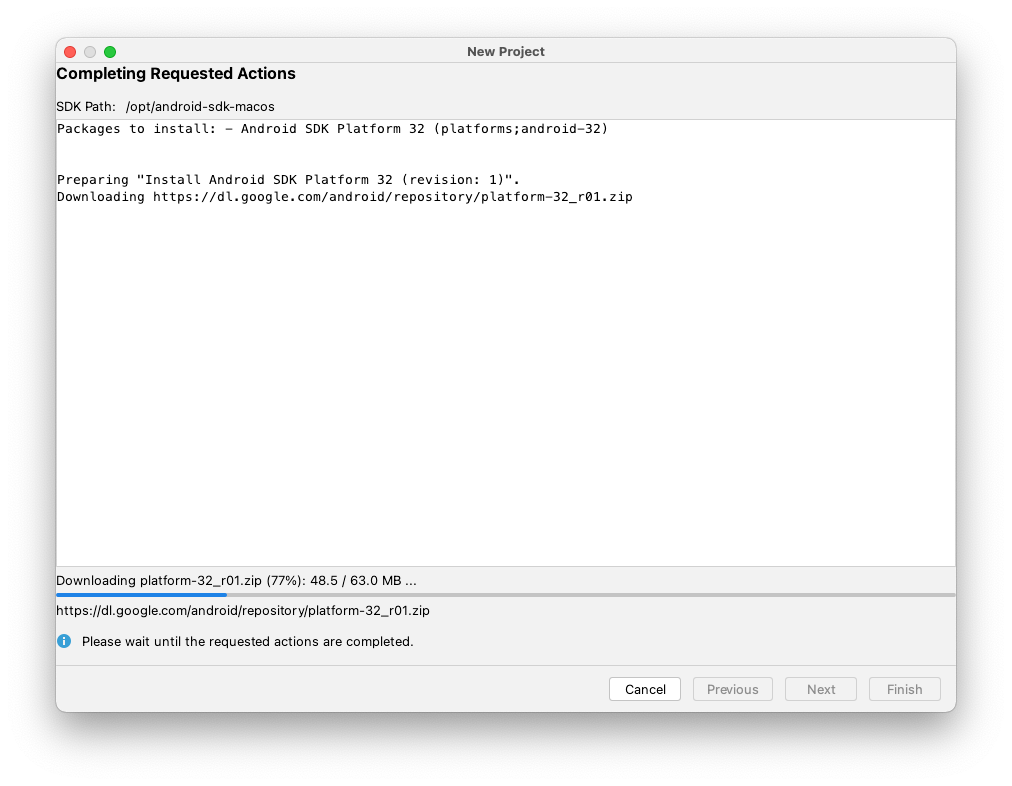 New Project
Completing Requested Actions
SDK Path: /opt/android-sdk-macos
Packages to install: - Android SDK Platform 32 (platforms;android-32)
Preparing "Install Android SDK Platform 32 (revision: 1)".
Downloading https://dl.google.com/android/repository/platform-32_r01.zip
Downloading platform-32_r01.zip (77%): 48.5 / 63.0 MB ...
https://dl.google.com/android/repository/platform-32_r01.zip
Please wait until the requested actions are completed.
Cancel Previous Next Finish